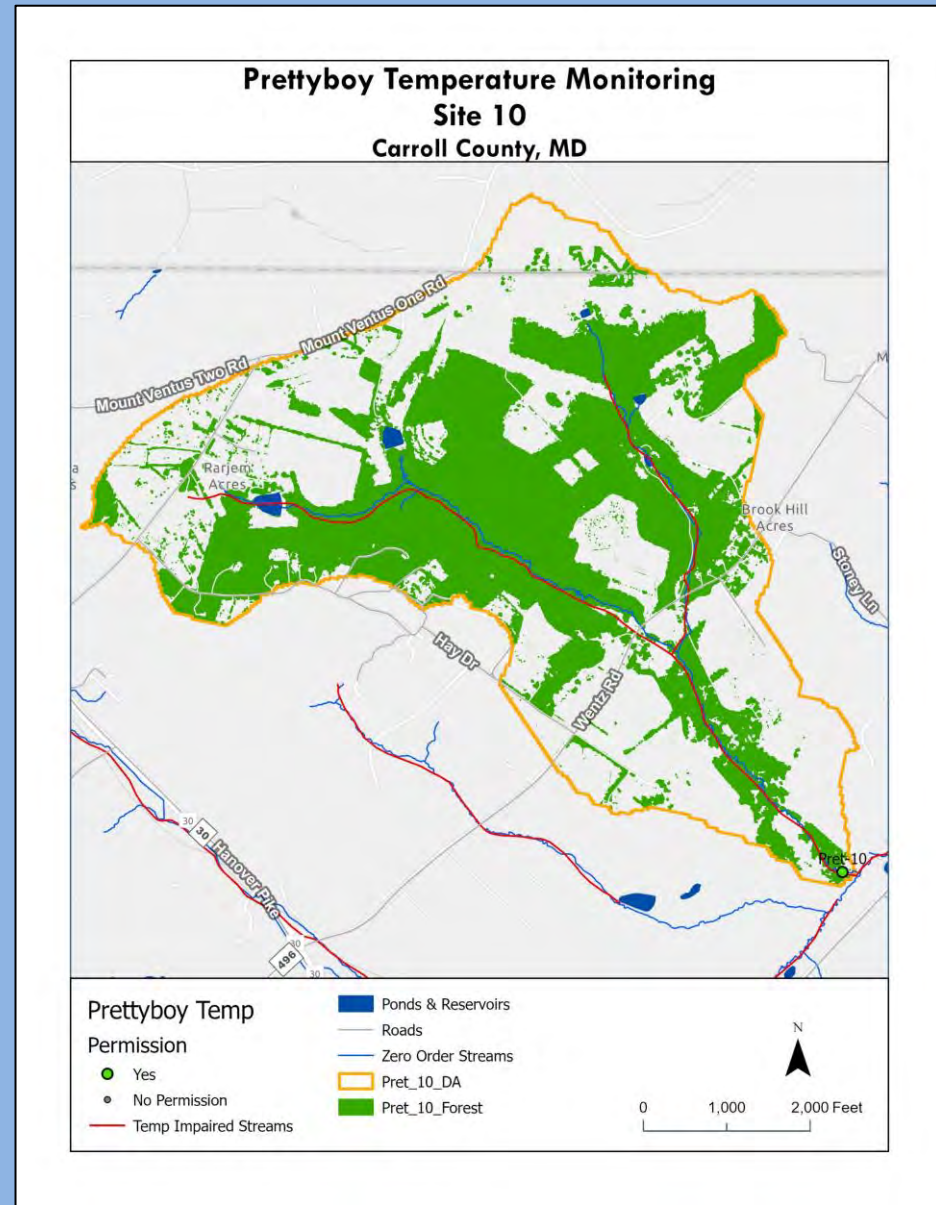 Prettyboy Temperature Monitoring
Site 10
Carroll County, MD
Mount Ventus One Rd
Mount Ventus Two Rd
Rarjem
Acres
Brook Hill
Acres
Stoney Ln
Hay Dr
Wentz Rd
Pret-10
30
30
Hanover Pike
30
496
30
M
a
s
Prettyboy Temp
Permission
Yes
No Permission
Temp Impaired Streams
Ponds & Reservoirs
Roads
Zero Order Streams
Pret_10_DA
Pret_10_Forest
N
0 1,000 2,000 Feet